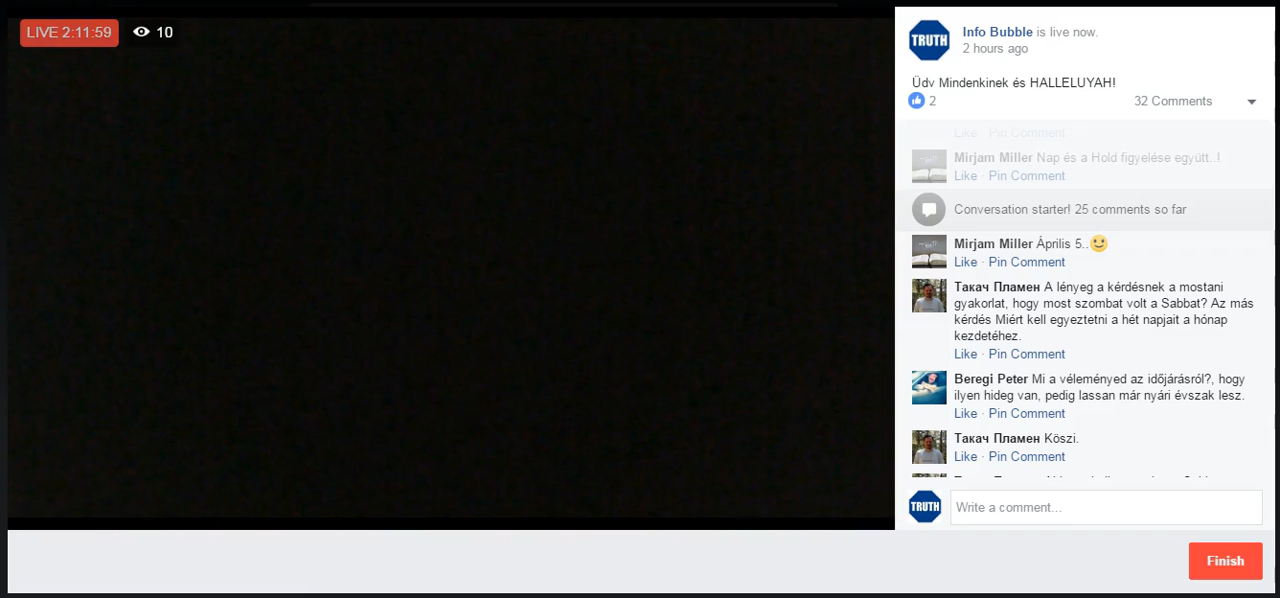 LIVE 2:11:59
10
TRUTH
Info Bubble is live now.
2 hours ago
Üdv Mindenkinek és HALLELUYAH!
2
32 Comments
Like · Pin Comment
Mirjam Miller Nap és a Hold figyelése együtt..!
Like · Pin Comment
Conversation starter! 25 comments so far
Mirjam Miller Április 5..
Like · Pin Comment
Такач Пламен A lényeg a kérdésnek a mostani
gyakorlat, hogy most szombat volt a Sabbat? Az más
kérdés Miért kell egyeztetni a hét napjait a hónap
kezdetéhez.
Like · Pin Comment
Beregi Peter Mi a véleményed az időjárásról?, hogy
ilyen hideg van, pedig lassan már nyári évszak lesz.
Like · Pin Comment
Такач Пламен Köszi.
Like · Pin Comment
TRUTH
Write a comment...
Finish